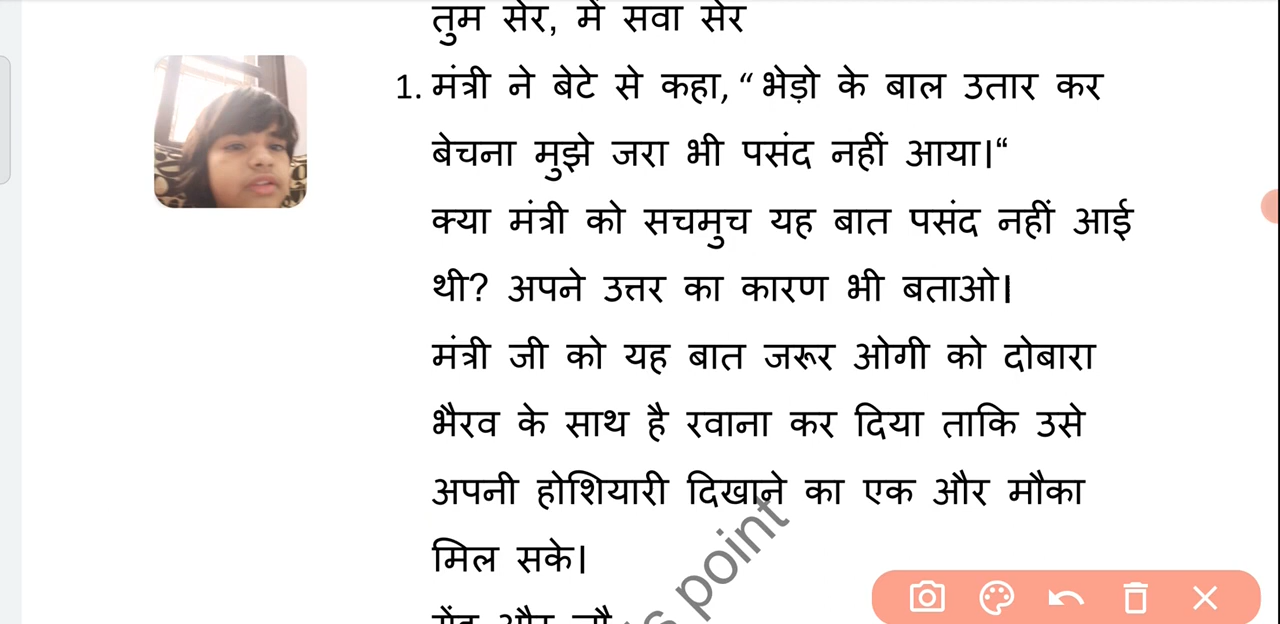 तुम सेर, में सवा सेर
1. मंत्री ने बेटे से कहा, “ भेड़ो के बाल उतार कर
बेचना मुझे जरा भी पसंद नहीं आया।“
क्या मंत्री को सचमुच यह बात पसंद नहीं आई
थी? अपने उत्तर का कारण भी बताओ।
मंत्री जी को यह बात जरूर ओगी को दोबारा
भैरव के साथ है रवाना कर दिया ताकि उसे
अपनी होशियारी दिखाने का एक और मौका
मिल सके।
point